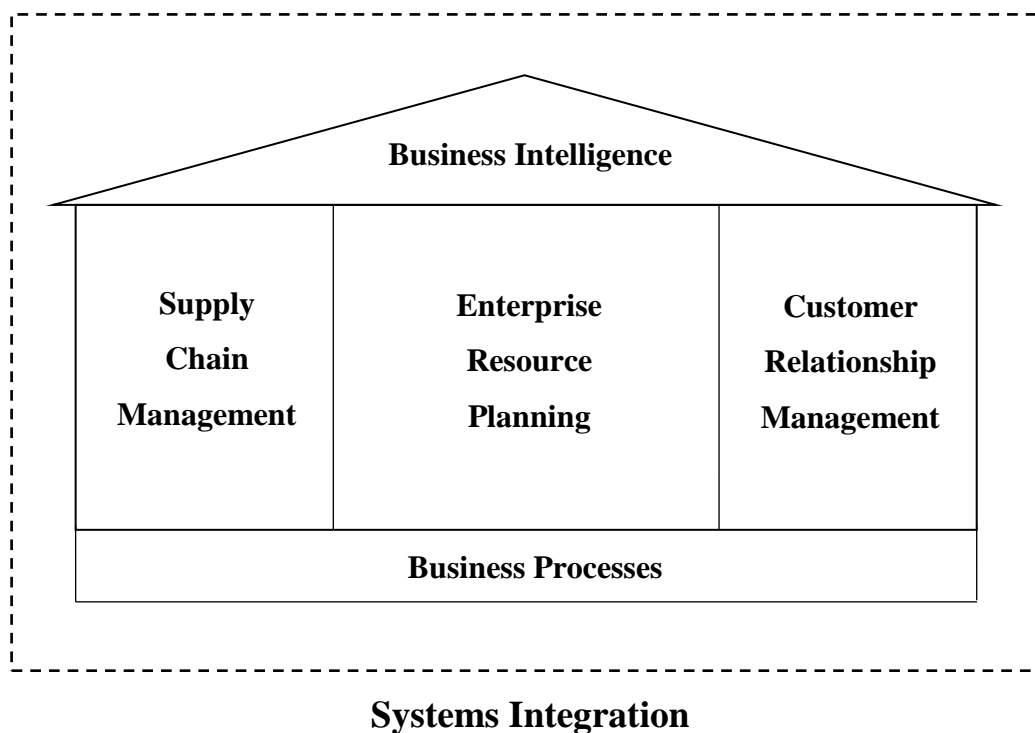 Business Intelligence
Supply
Chain
Management
Enterprise
Resource
Planning
Customer
Relationship
Management
Business Processes
Systems Integration